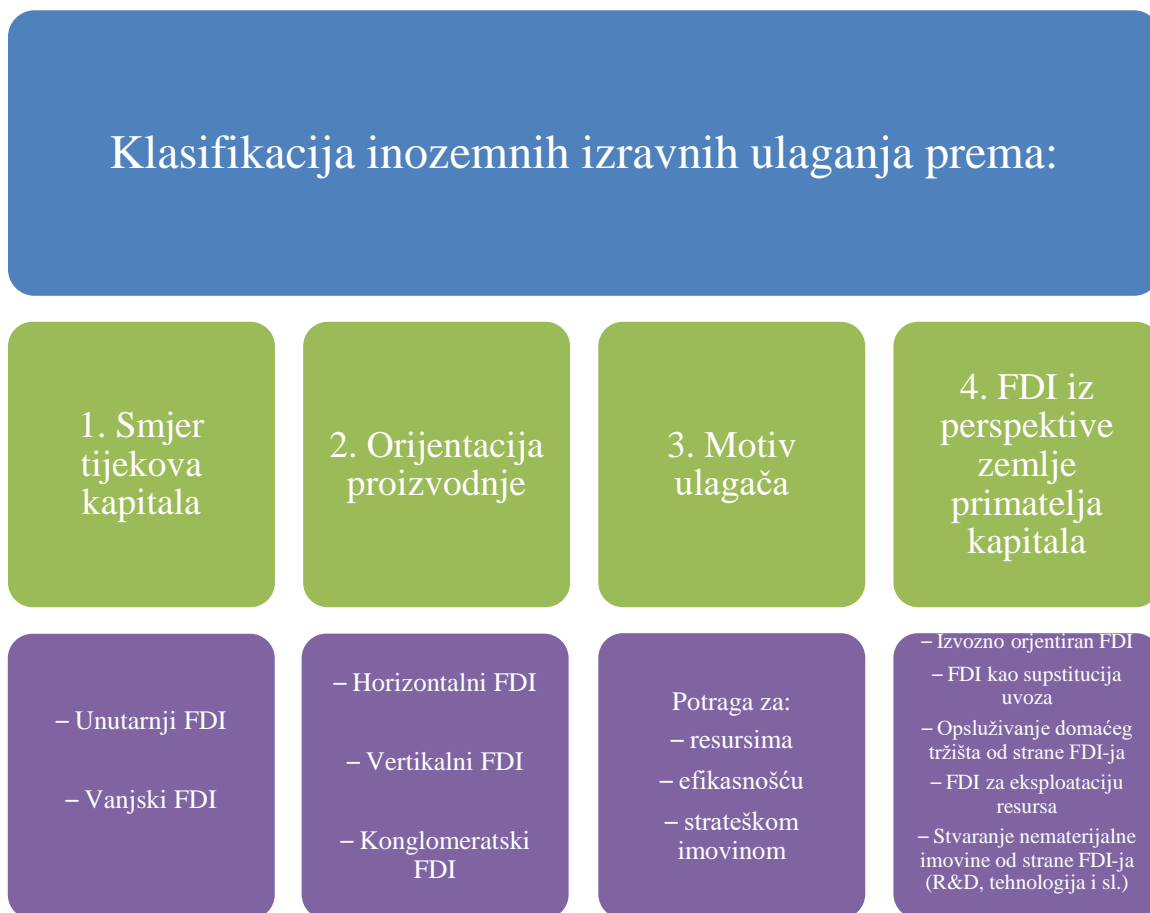 Klasifikacija inozemnih izravnih ulaganja prema:
1. Smjer
tijekova
kapitala
2. Orijentacija
proizvodnje
3. Motiv
ulagača
4. FDI iz
perspektive
zemlje
primatelja
kapitala
– Unutarnji FDI
– Vanjski FDI
– Horizontalni FDI
– Vertikalni FDI
– Konglomeratski
FDI
Potraga za:
– resursima
– efikasnošću
– strateškom
imovinom
– Izvozno orjentiran FDI
– FDI kao supstitucija
uvoza
– Opsluživanje domaćeg
tržišta od strane FDI-ja
– FDI za eksploataciju
resursa
– Stvaranje nematerijalne
imovine od strane FDI-ja
(R&D, tehnologija i sl.)